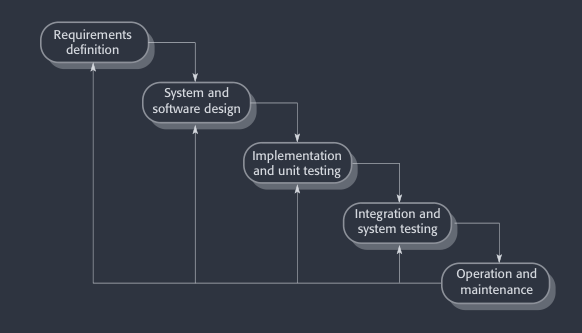 Requirements
definition
System and
software design
Implementation
and unit testing
Integration and
system testing
Operation and
maintenance